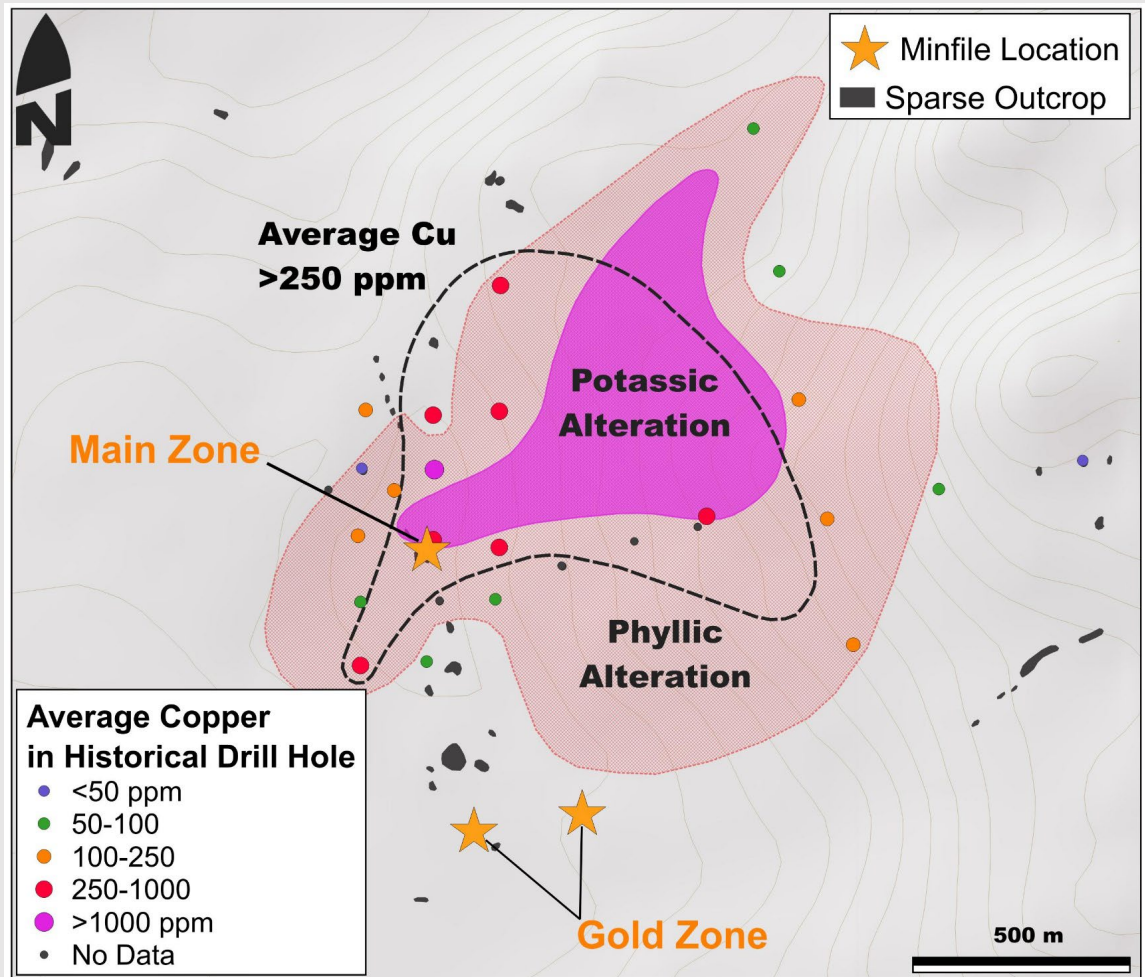 N
Minfile Location
Sparse Outcrop
Average Cu
>250 ppm
Potassic
Alteration
Main Zone
Phyllic
Alteration
Average Copper
in Historical Drill Hole
<50 ppm
50-100
100-250
250-1000
>1000 ppm
No Data
Gold Zone
500 m